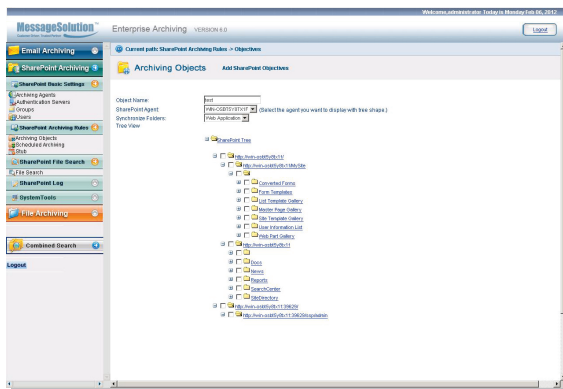 Welcome,administrator Today is Monday Feb 06, 2012
MessageSolution™
Enterprise Archiving VERSION 6.0
Logout
Email Archiving
SharePoint Archiving
SharePoint Basic Settings
Archiving Agents
Authentication Servers
Groups
Users
SharePoint Archiving Rules
Archiving Objects
Scheduled Archiving
Stub
SharePoint File Search
File Search
SharePoint Log
SystemTools
File Archiving
Combined Search
Logout
Current path: SharePoint Archiving Rules -> Objectives
Archiving Objects Add SharePoint Objectives
Object Name: test
SharePoint Agent: (Select the agent you want to display with tree shape.)
Synchronize Folders: Web Application
Tree View
SharePoint Tree
Converted Forms
Form Templates
List Template Gallery
Master Page Gallery
Site Template Gallery
User Information List
Web Part Gallery
Docs
News
Reports
SearchCenter
SiteDirectory